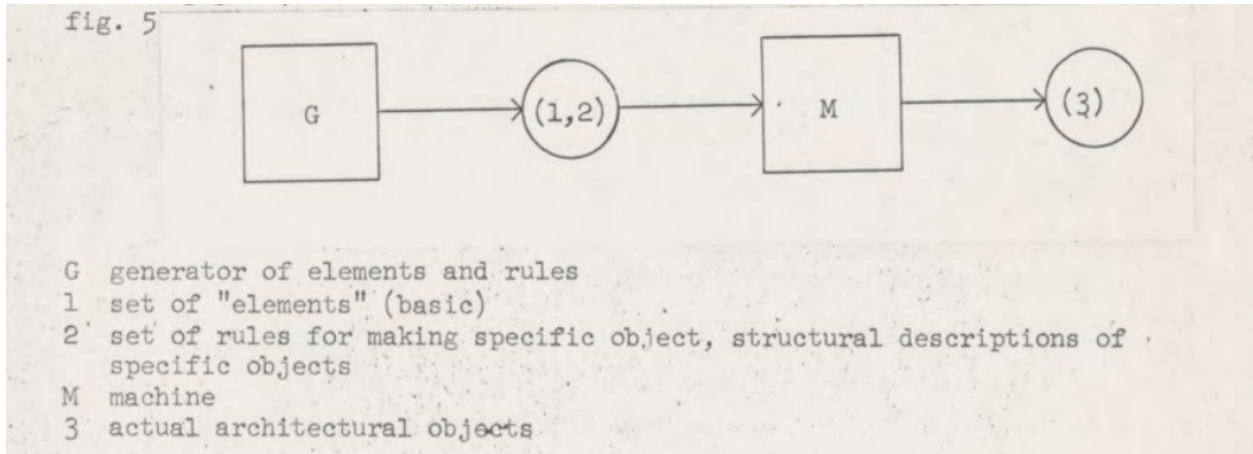 fig. 5
G (1,2) M (3)
G generator of elements and rules
1 set of "elements" (basic)
2 set of rules for making specific object, structural descriptions of
specific objects
M machine
3 actual architectural objects